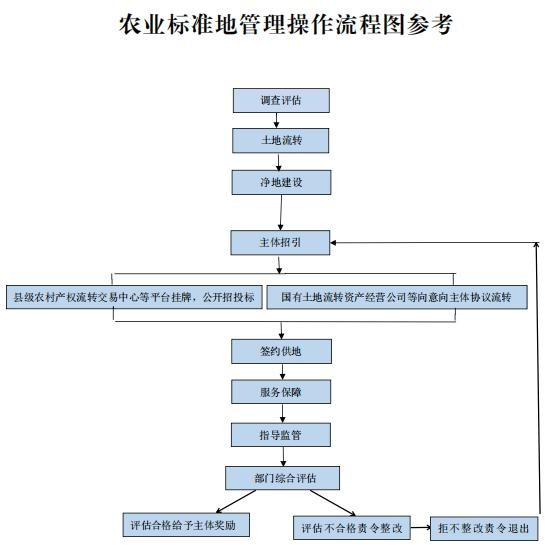 农业标准地管理操作流程图参考
调查评估
土地流转
净地建设
主体招引
县级农村产权流转交易中心等平台挂牌，公开招投标
国有土地流转资产经营公司等向意向主体协议流转
签约供地
服务保障
指导监管
部门综合评估
评估合格给予主体奖励
评估不合格责令整改
拒不整改责令退出